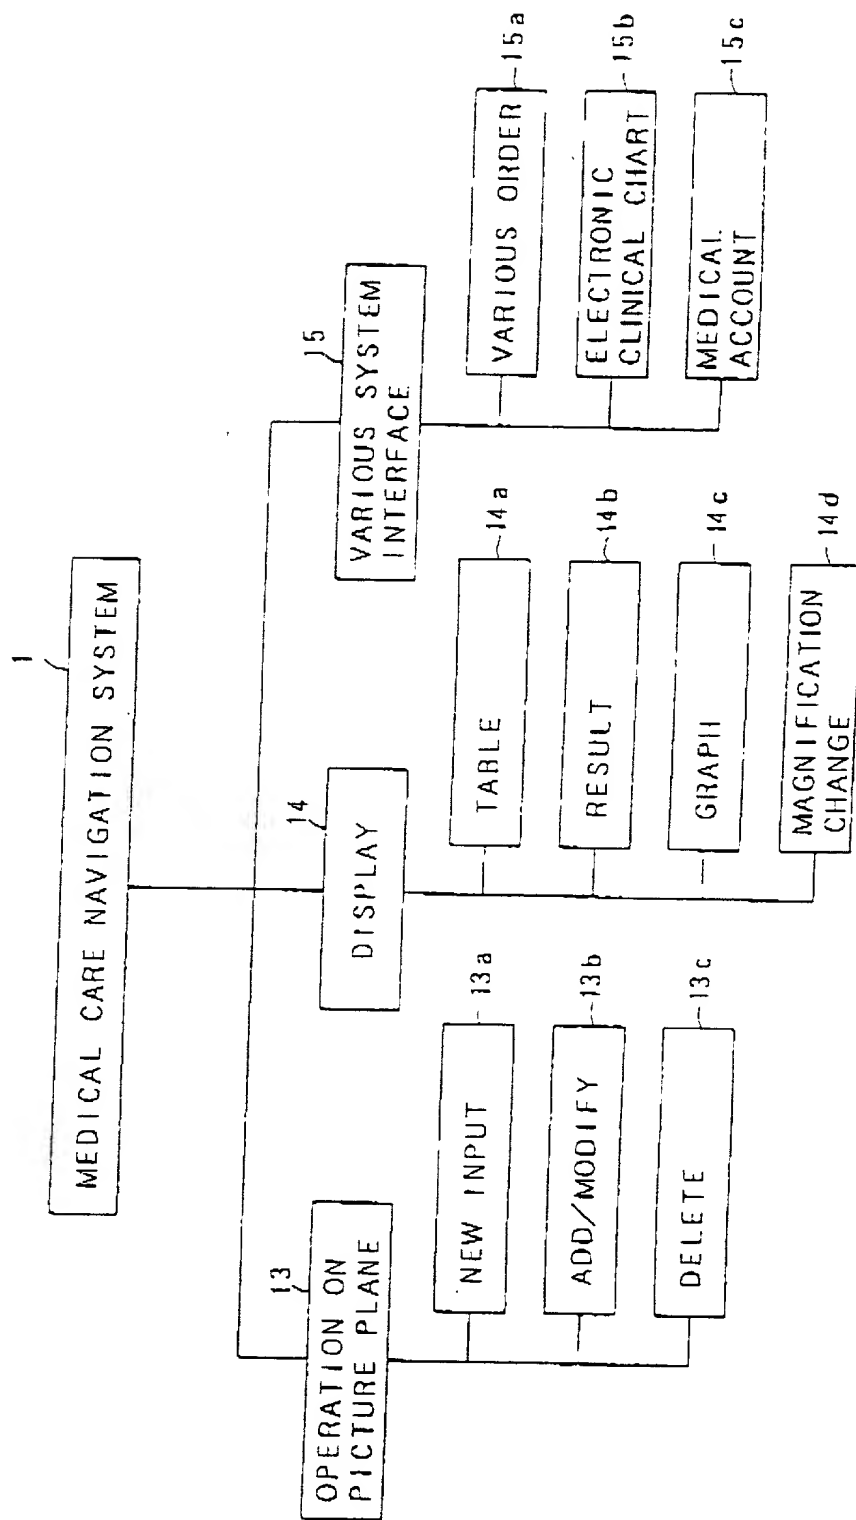 1
MEDICAL CARE NAVIGATION SYSTEM
13
OPERATION ON
PICTURE PLANE
NEW INPUT
13a
ADD/MODIFY
13b
DELETE
13c
14
DISPLAY
TABLE
14a
RESULT
14b
GRAPH
14c
MAGNIFICATION
CHANGE
14d
15
VARIOUS SYSTEM
INTERFACE
VARIOUS ORDER
15a
ELECTRONIC
CLINICAL CHART
15b
MEDICAL
ACCOUNT
15c